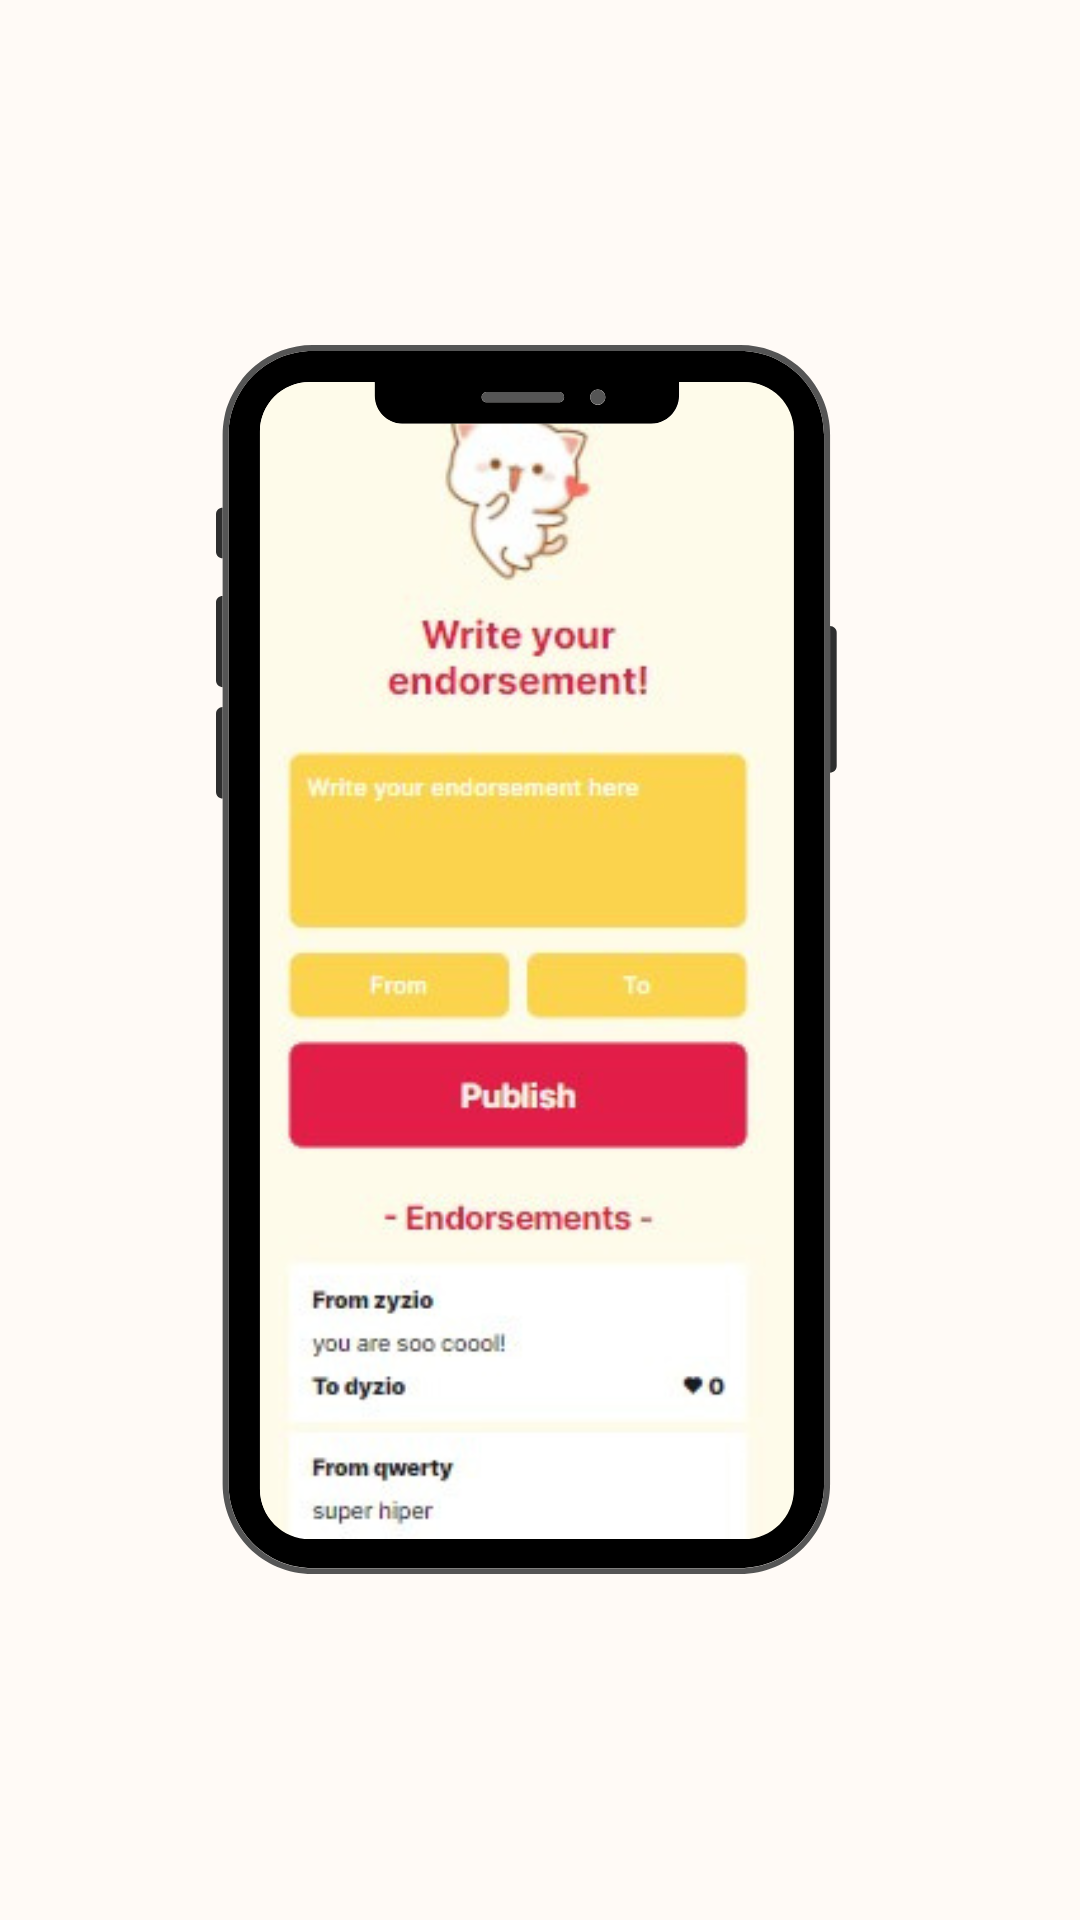 Write your
endorsement!
Write your endorsement here
From
To
Publish
- Endorsements -
From zyzio
you are soo coool!
To dyzio
♥ 0
From qwerty
super hiper